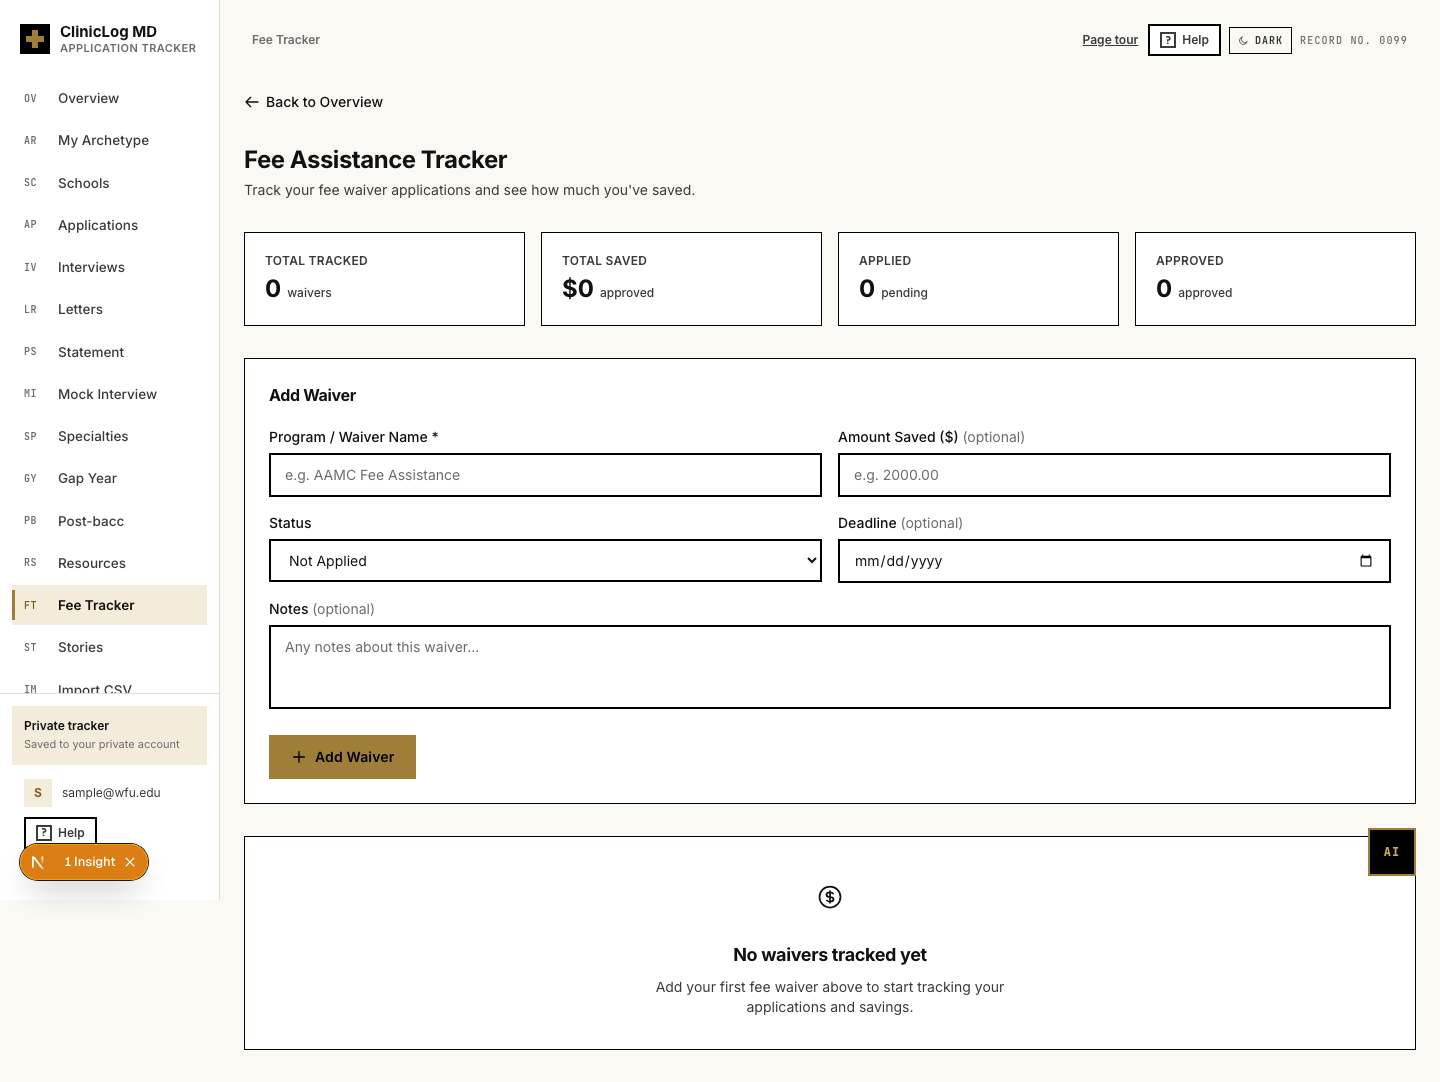 ClinicLog MD
APPLICATION TRACKER
OV Overview
AR My Archetype
SC Schools
AP Applications
IV Interviews
LR Letters
PS Statement
MI Mock Interview
SP Specialties
GY Gap Year
PB Post-bacc
RS Resources
FT Fee Tracker
ST Stories
IM Import CSV
Private tracker
Saved to your private account
S sample@wfu.edu
? Help
N 1 Insight
Fee Tracker
Page tour
? Help
DARK
RECORD NO. 0099
Back to Overview
Fee Assistance Tracker
Track your fee waiver applications and see how much you've saved.
TOTAL TRACKED
0 waivers
TOTAL SAVED
$0 approved
APPLIED
0 pending
APPROVED
0 approved
Add Waiver
Program / Waiver Name *
e.g. AAMC Fee Assistance
Amount Saved ($) (optional)
e.g. 2000.00
Status
Not Applied
Deadline (optional)
mm/dd/yyyy
Notes (optional)
Any notes about this waiver...
+ Add Waiver
AI
$
No waivers tracked yet
Add your first fee waiver above to start tracking your
applications and savings.